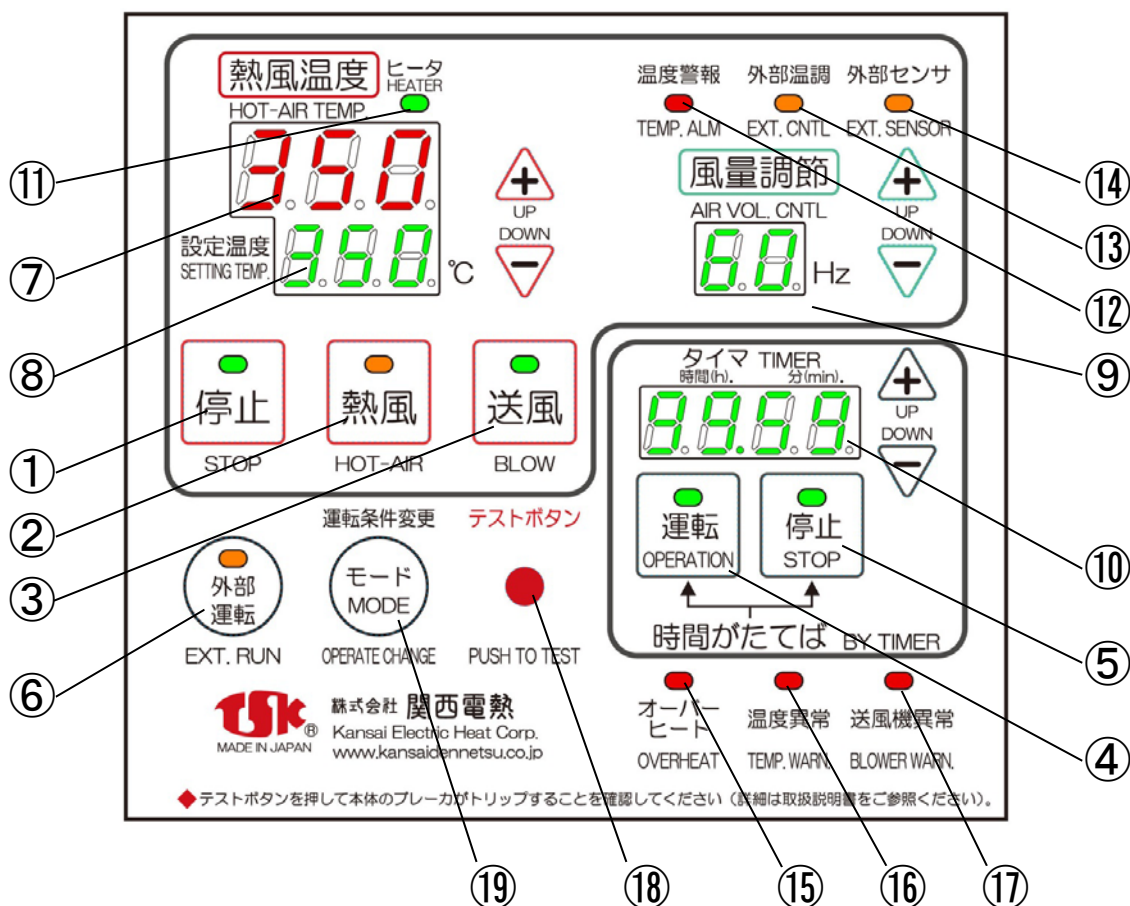 熱風温度 ヒータ
HEATER
HOT-AIR TEMP.
350
設定温度
SETTING TEMP.
350 ℃
+
UP
DOWN
−
温度警報 外部温調 外部センサ
TEMP. ALM EXT. CNTL EXT. SENSOR
風量調節
AIR VOL. CNTL
60 Hz
+
UP
DOWN
−
停止
STOP
熱風
HOT-AIR
送風
BLOW
タイマ TIMER
時間(h). 分(min).
99.59
+
UP
DOWN
−
運転
OPERATION
停止
STOP
時間がたてば BY TIMER
外部
運転
EXT. RUN
運転条件変更
モード
MODE
OPERATE CHANGE
テストボタン
PUSH TO TEST
オーバー
ヒート
OVERHEAT
温度異常
TEMP. WARN.
送風機異常
BLOWER WARN.
TSK®
MADE IN JAPAN
株式会社 関西電熱
Kansai Electric Heat Corp.
www.kansaidennetsu.co.jp
◆テストボタンを押して本体のブレーカがトリップすることを確認してください（詳細は取扱説明書をご参照ください）。
⑪
⑦
⑧
①
②
③
⑥
⑭
⑬
⑫
⑨
⑩
⑤
④
⑲
⑱
⑮
⑯
⑰